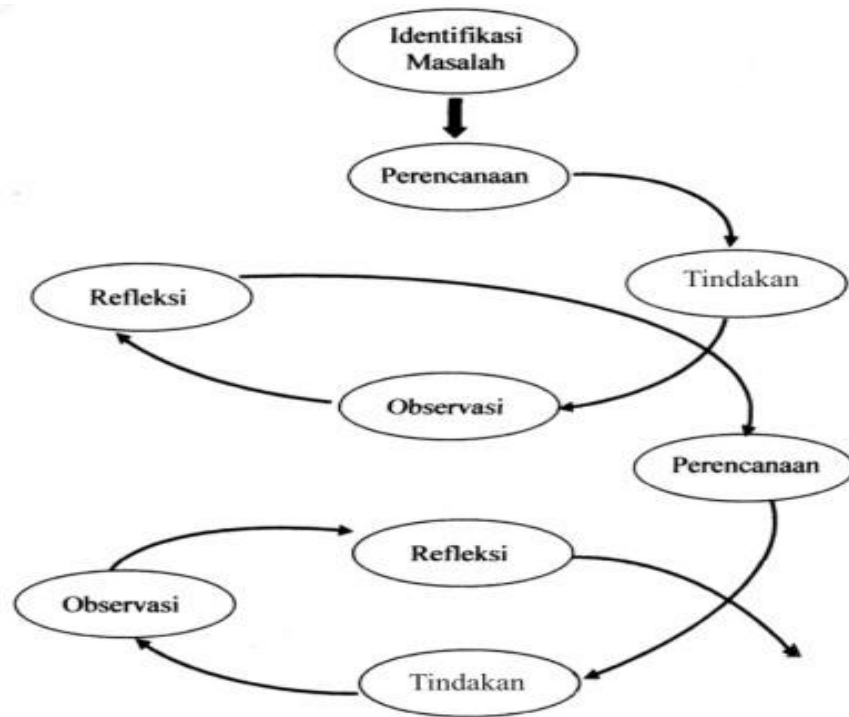 Identifikasi
Masalah
Perencanaan
Tindakan
Refleksi
Observasi
Perencanaan
Refleksi
Observasi
Tindakan